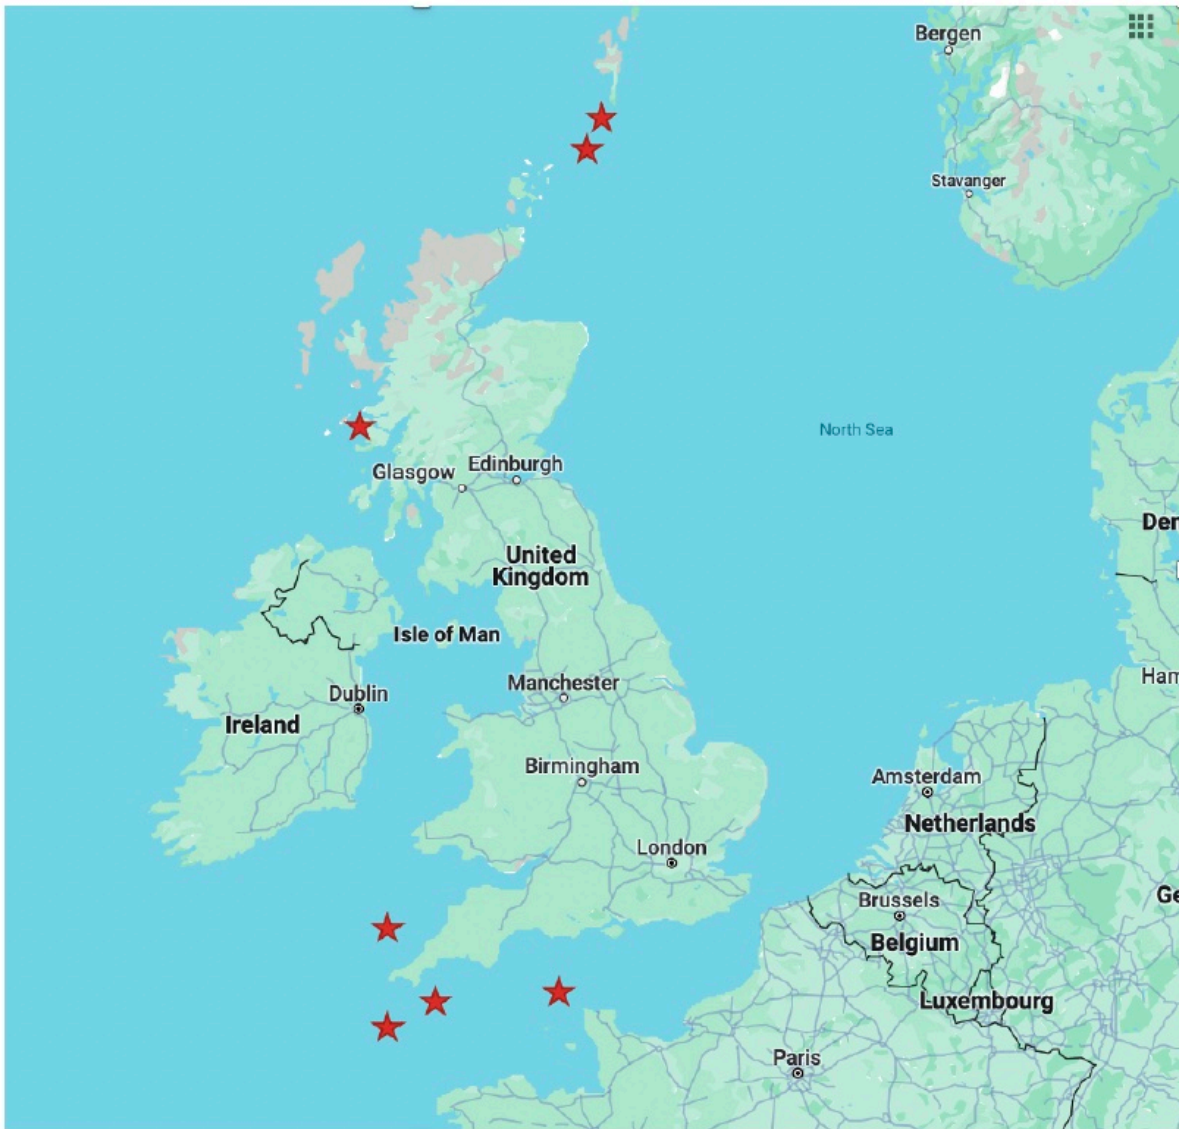 Bergen
Stavanger
North Sea
Glasgow
Edinburgh
United
Kingdom
Der
Isle of Man
Ham
Manchester
Dublin
Ireland
Birmingham
Amsterdam
Netherlands
London
Brussels
Ge
Belgium
Luxembourg
Paris